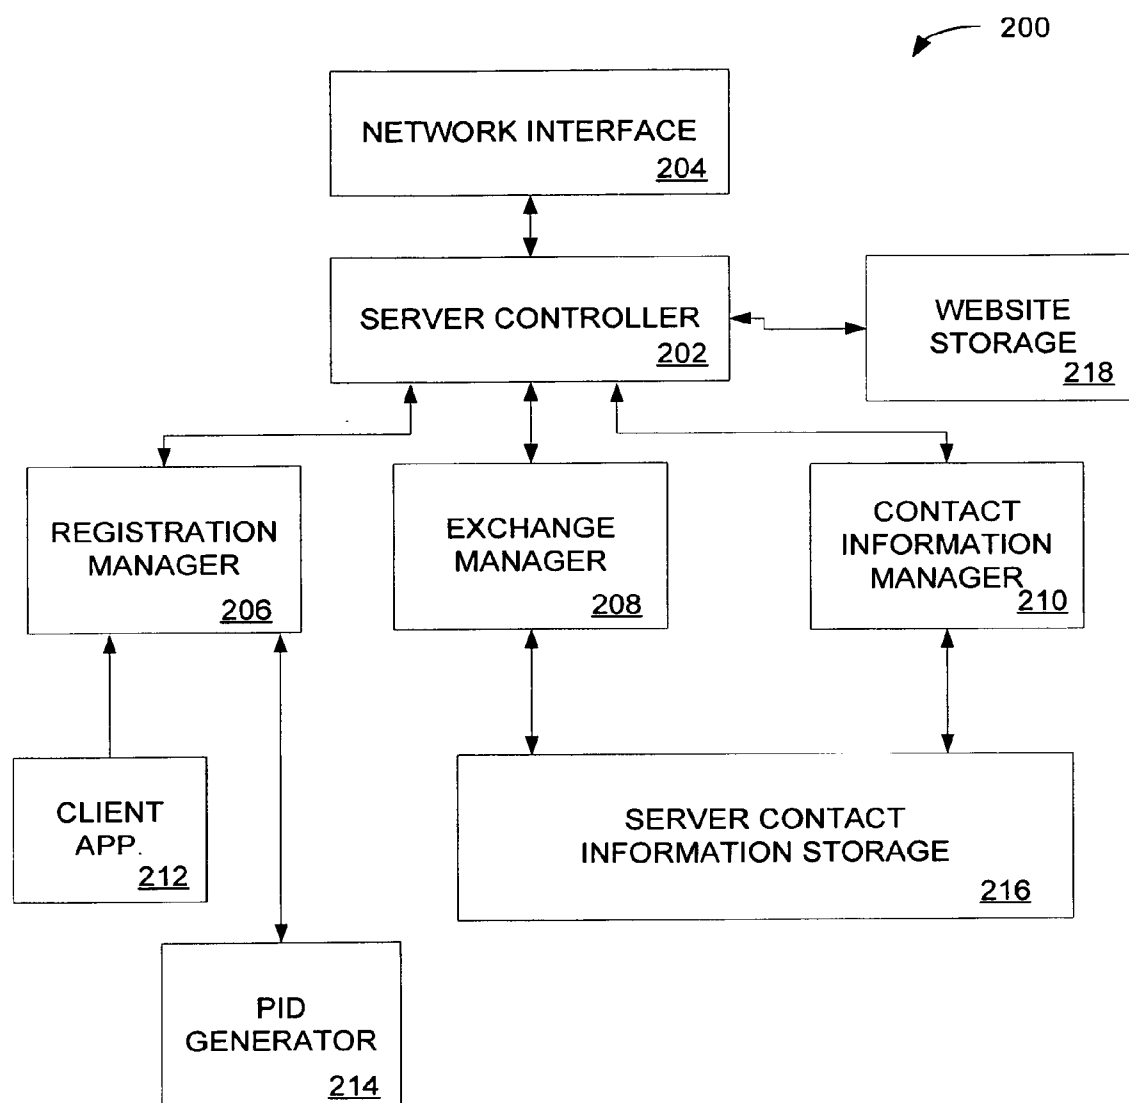 200
NETWORK INTERFACE
204
SERVER CONTROLLER
202
WEBSITE
STORAGE
218
REGISTRATION
MANAGER
206
EXCHANGE
MANAGER
208
CONTACT
INFORMATION
MANAGER
210
CLIENT
APP.
212
SERVER CONTACT
INFORMATION STORAGE
216
PID
GENERATOR
214